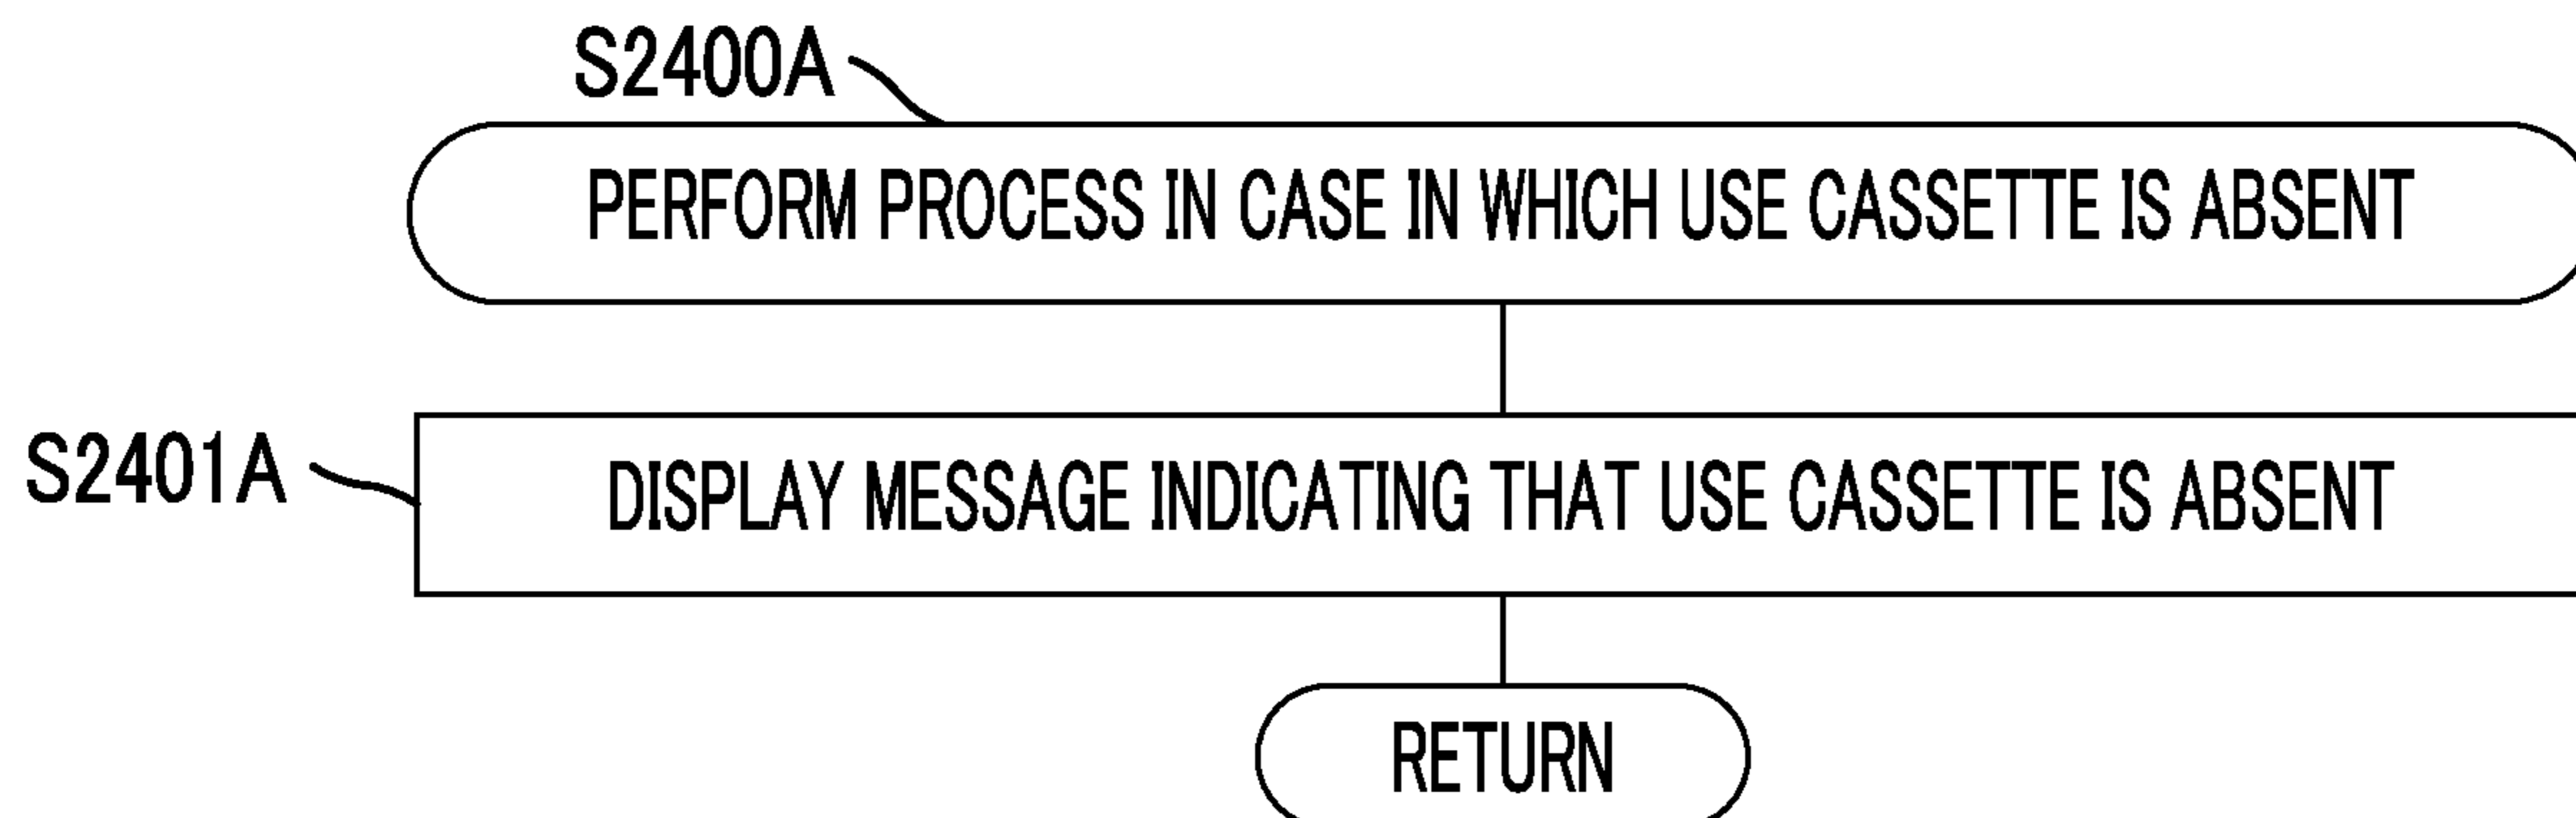 S2400A
PERFORM PROCESS IN CASE IN WHICH USE CASSETTE IS ABSENT
S2401A
DISPLAY MESSAGE INDICATING THAT USE CASSETTE IS ABSENT
RETURN